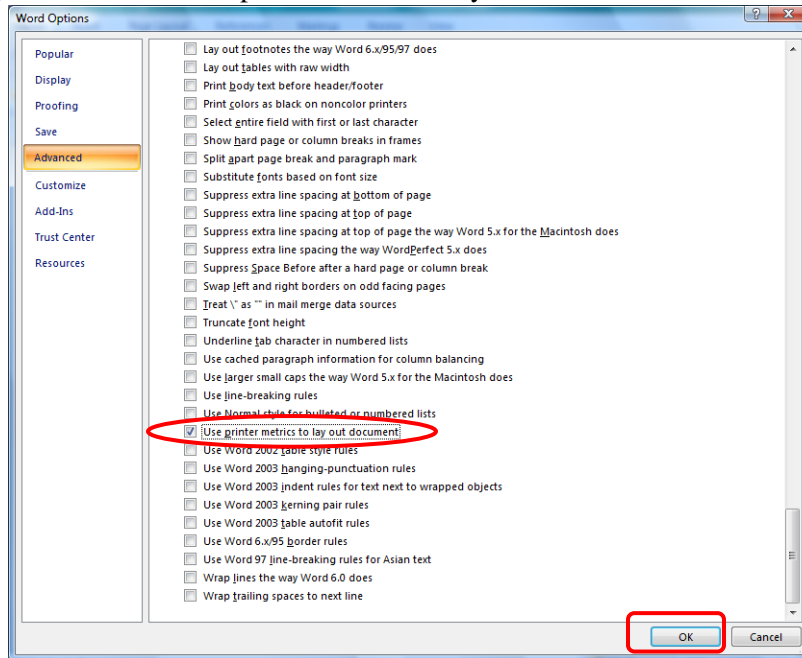 Word Options
Popular
Display
Proofing
Save
Advanced
Customize
Add-Ins
Trust Center
Resources
Lay out footnotes the way Word 6.x/95/97 does
Lay out tables with raw width
Print body text before header/footer
Print colors as black on noncolor printers
Select entire field with first or last character
Show hard page or column breaks in frames
Split apart page break and paragraph mark
Substitute fonts based on font size
Suppress extra line spacing at bottom of page
Suppress extra line spacing at top of page
Suppress extra line spacing at top of page the way Word 5.x for the Macintosh does
Suppress extra line spacing the way WordPerfect 5.x does
Suppress Space Before after a hard page or column break
Swap left and right borders on odd facing pages
Treat \" as "" in mail merge data sources
Truncate font height
Underline tab character in numbered lists
Use cached paragraph information for column balancing
Use larger small caps the way Word 5.x for the Macintosh does
Use line-breaking rules
Use Normal style for bulleted or numbered lists
Use printer metrics to lay out document
Use Word 2002 table style rules
Use Word 2003 hanging-punctuation rules
Use Word 2003 indent rules for text next to wrapped objects
Use Word 2003 kerning pair rules
Use Word 2003 table autofit rules
Use Word 6.x/95 border rules
Use Word 97 line-breaking rules for Asian text
Wrap lines the way Word 6.0 does
Wrap trailing spaces to next line
OK
Cancel